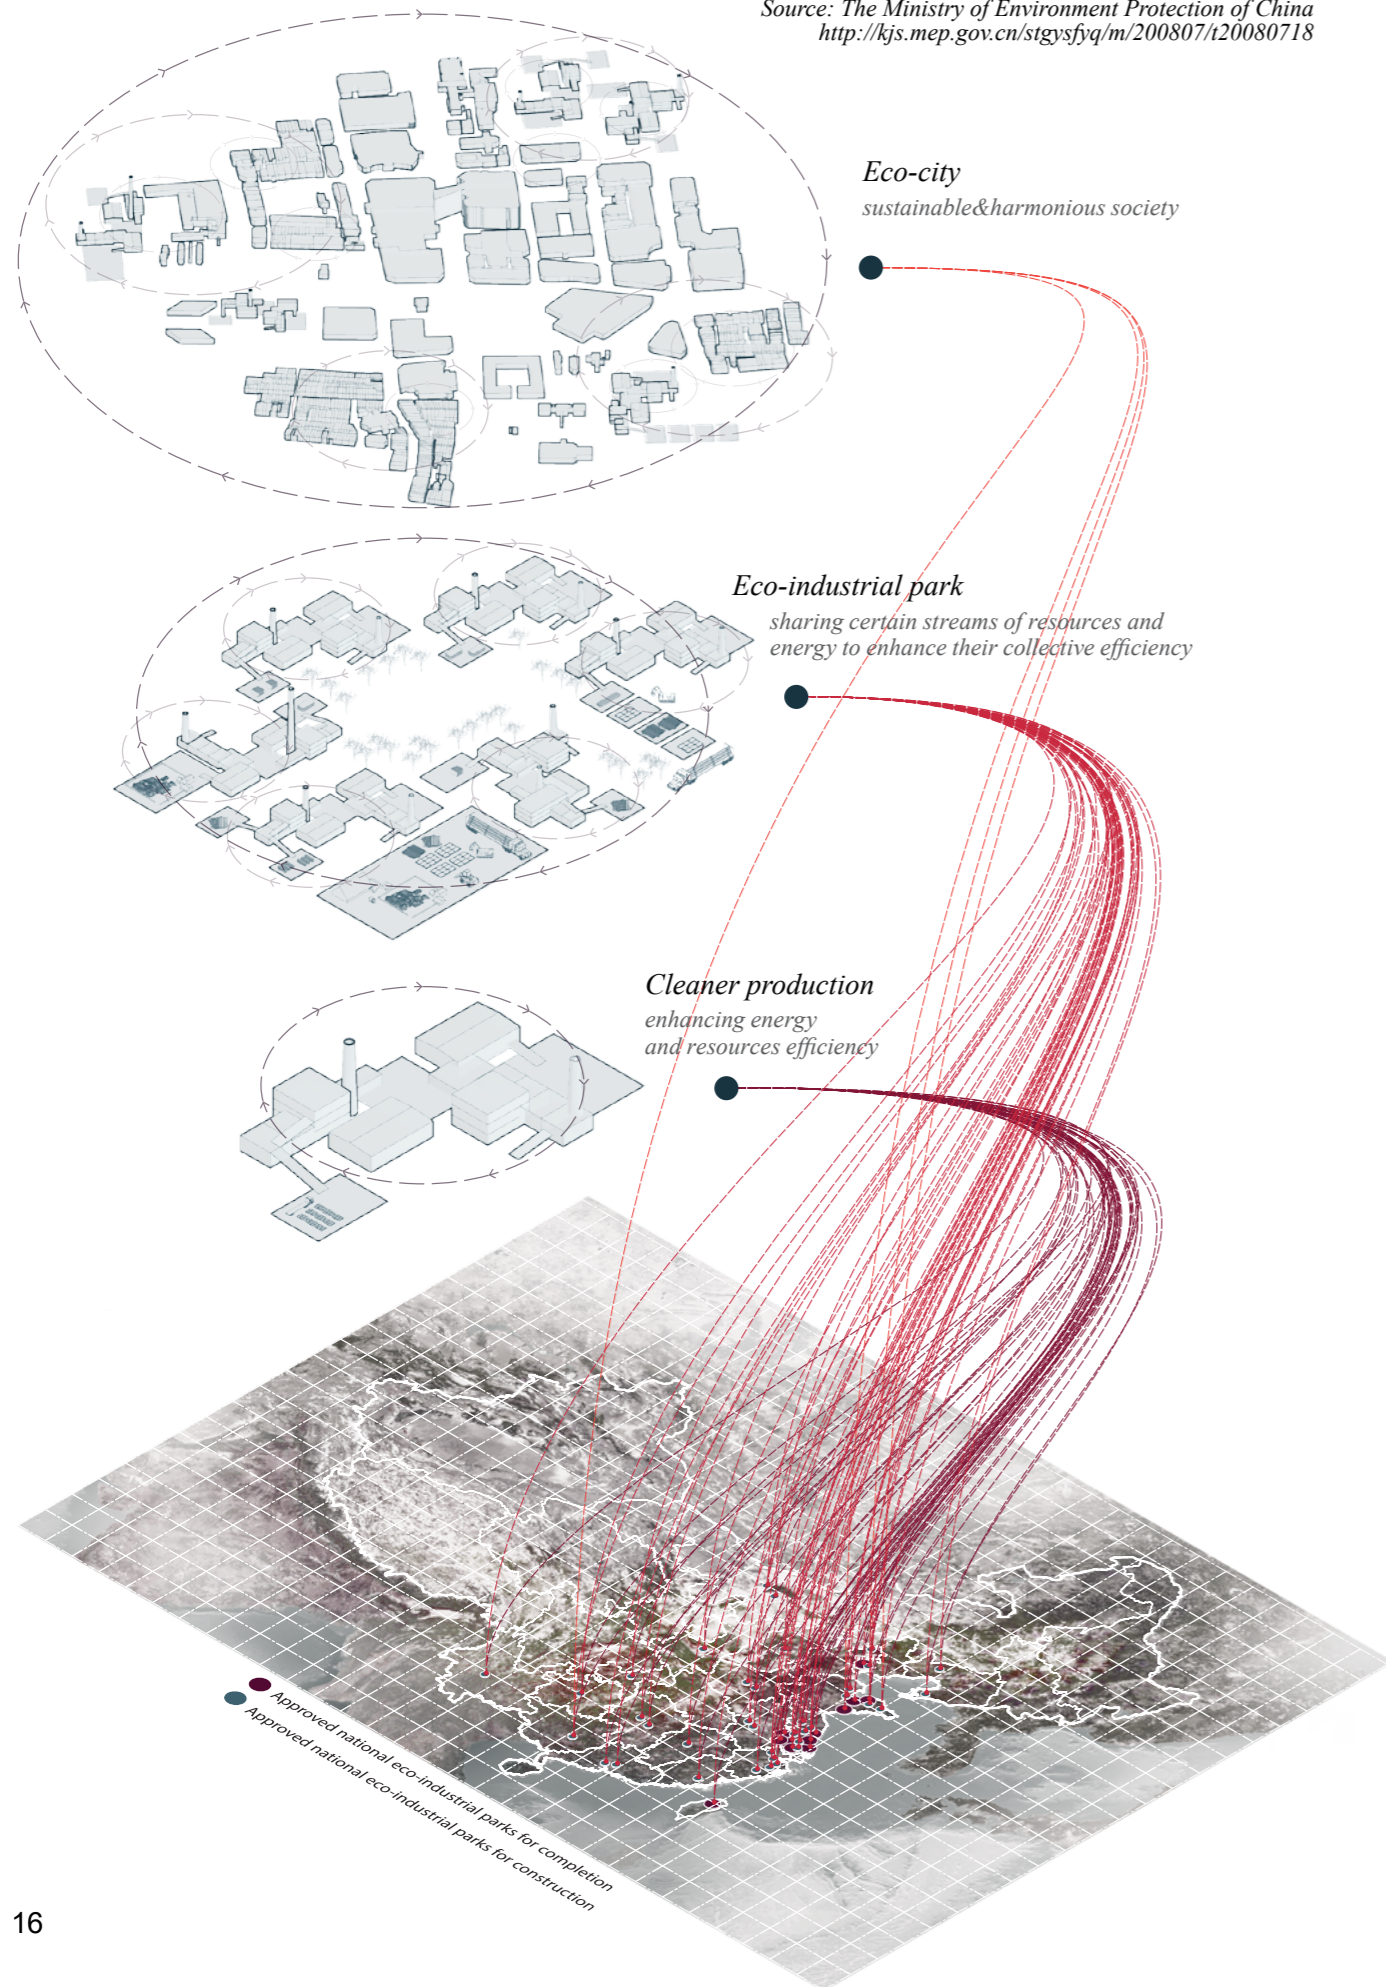 Source: The Ministry of Environment Protection of China
http://kjs.mep.gov.cn/stgysfyq/m/200807/t20080718
Eco-city
sustainable&harmonious society
Eco-industrial park
sharing certain streams of resources and
energy to enhance their collective efficiency
Cleaner production
enhancing energy
and resources efficiency
Approved national eco-industrial parks for completion
Approved national eco-industrial parks for construction
16